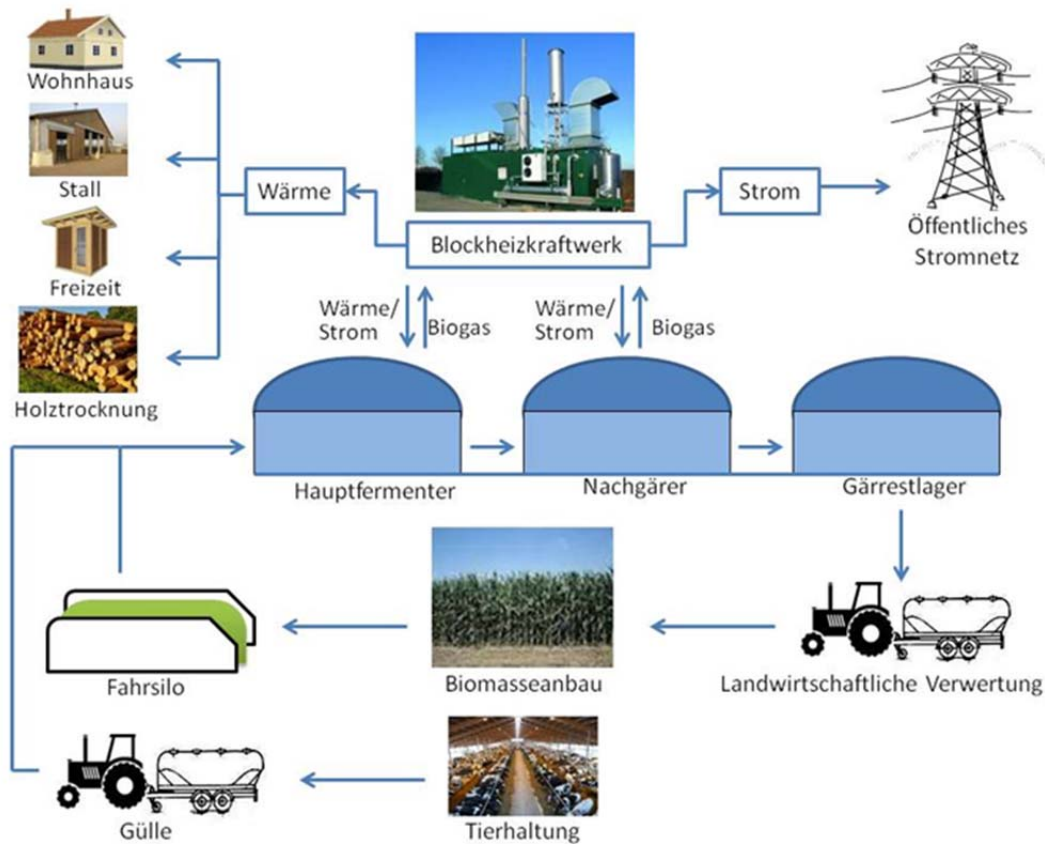 Wohnhaus
Stall
Freizeit
Holztrocknung
Wärme
Blockheizkraftwerk
Strom
Öffentliches
Stromnetz
Wärme/
Strom
Biogas
Wärme/
Strom
Biogas
Hauptfermenter
Nachgärer
Gärrestlager
Fahrsilo
Biomasseanbau
Landwirtschaftliche Verwertung
Gülle
Tierhaltung